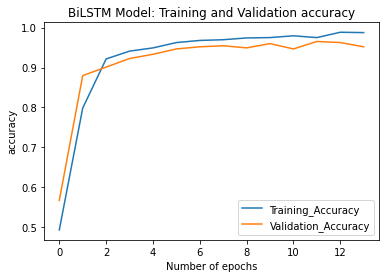 BiLSTM Model: Training and Validation accuracy
1.0
0.9
0.8
0.7
0.6
0.5
accuracy
0 2 4 6 8 10 12
Number of epochs
Training_Accuracy
Validation_Accuracy